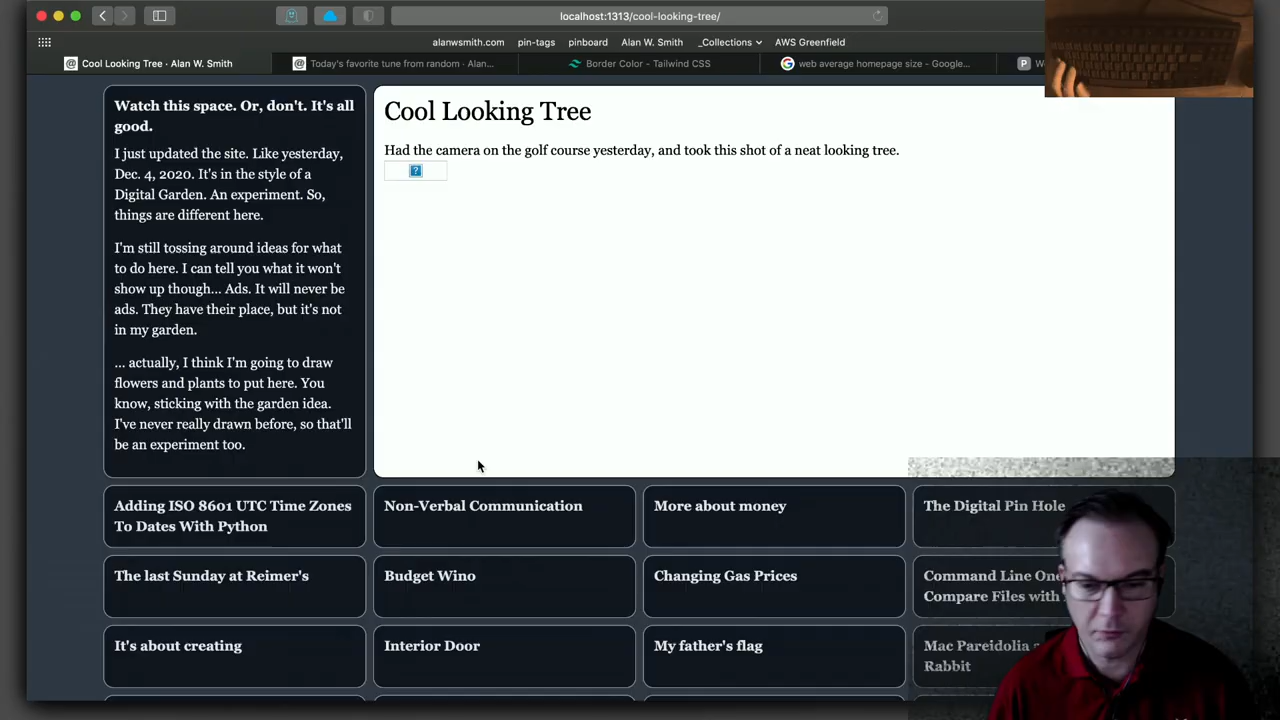 localhost:1313/cool-looking-tree/
alanwsmith.com
pin-tags
pinboard
Alan W. Smith
_Collections
AWS Greenfield
Cool Looking Tree · Alan W. Smith
Today's favorite tune from random · Alan...
Border Color - Tailwind CSS
web average homepage size - Google...
Watch this space. Or, don't. It's all
good.
I just updated the site. Like yesterday,
Dec. 4, 2020. It's in the style of a
Digital Garden. An experiment. So,
things are different here.
I'm still tossing around ideas for what
to do here. I can tell you what it won't
show up though... Ads. It will never be
ads. They have their place, but it's not
in my garden.
... actually, I think I'm going to draw
flowers and plants to put here. You
know, sticking with the garden idea.
I've never really drawn before, so that'll
be an experiment too.
Cool Looking Tree
Had the camera on the golf course yesterday, and took this shot of a neat looking tree.
Adding ISO 8601 UTC Time Zones
To Dates With Python
Non-Verbal Communication
More about money
The Digital Pin Hole
The last Sunday at Reimer's
Budget Wino
Changing Gas Prices
Command Line
Compare Files with
It's about creating
Interior Door
My father's flag
Mac Pareidolia
Rabbit